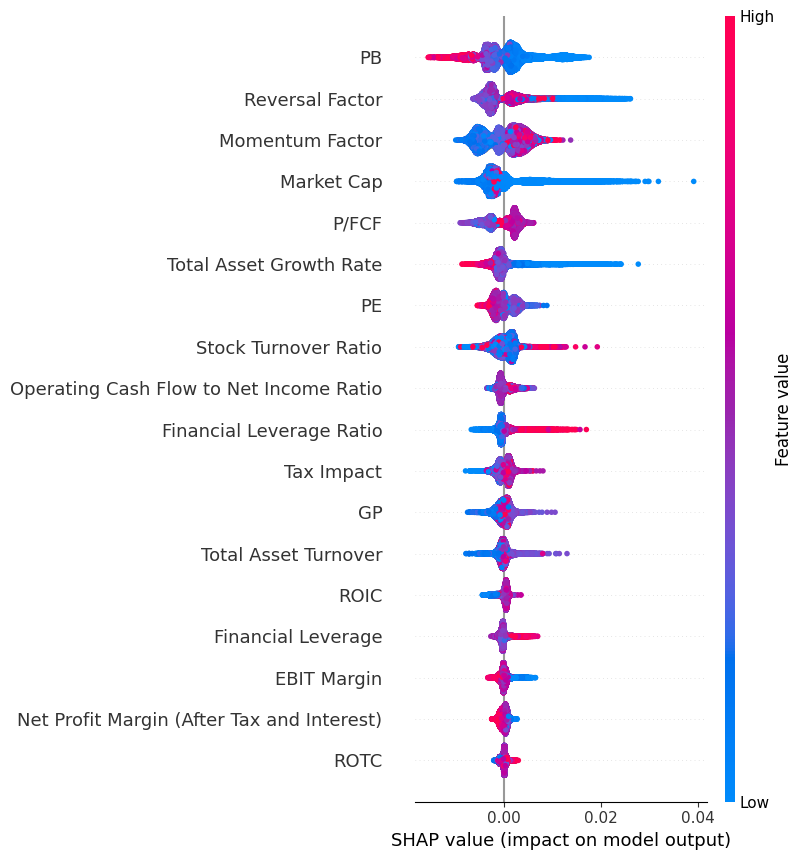 High
PB
Reversal Factor
Momentum Factor
Market Cap
P/FCF
Total Asset Growth Rate
PE
Stock Turnover Ratio
Operating Cash Flow to Net Income Ratio
Financial Leverage Ratio
Tax Impact
GP
Total Asset Turnover
ROIC
Financial Leverage
EBIT Margin
Net Profit Margin (After Tax and Interest)
ROTC
Feature value
Low
0.00 0.02 0.04
SHAP value (impact on model output)